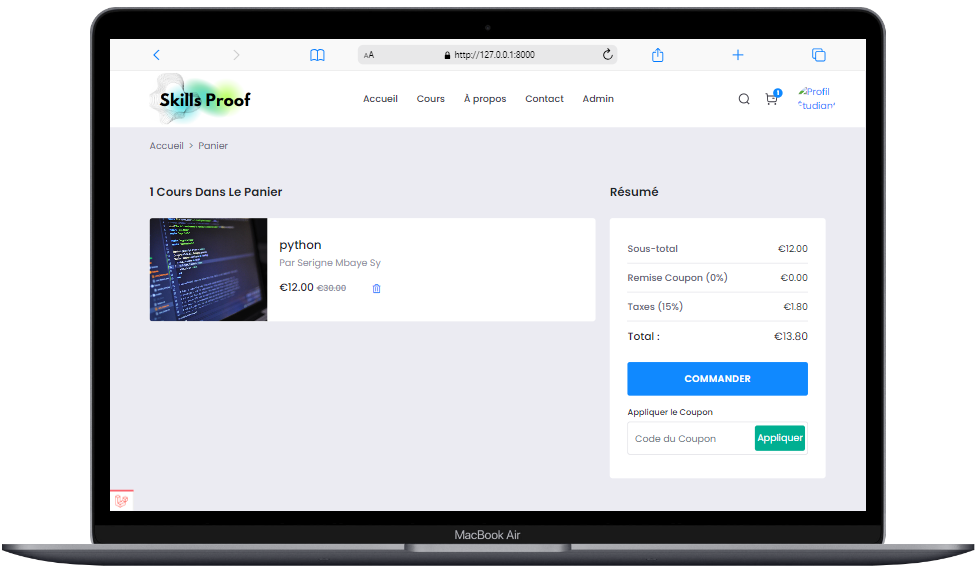 AA http://127.0.0.1:8000
Skills Proof
Accueil Cours À propos Contact Admin
1
Profil
Étudiant
Accueil > Panier
1 Cours Dans Le Panier
Résumé
python
Par Serigne Mbaye Sy
€12.00 €30.00
Sous-total €12.00
Remise Coupon (0%) €0.00
Taxes (15%) €1.80
Total : €13.80
COMMANDER
Appliquer le Coupon
Code du Coupon Appliquer
MacBook Air